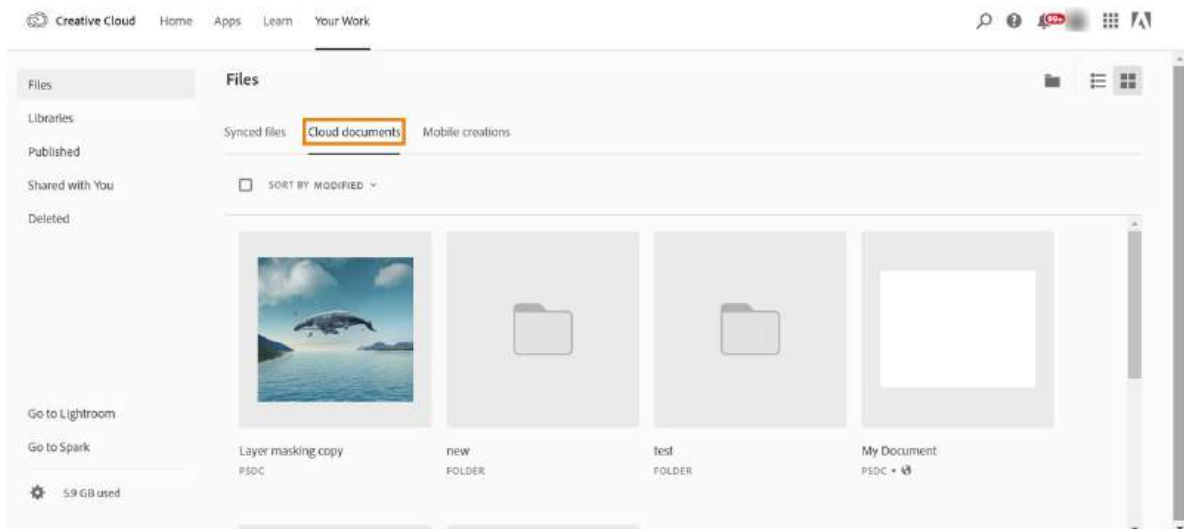 Creative Cloud Home Apps Learn Your Work
99+
Files
Libraries
Published
Shared with You
Deleted
Go to Lightroom
Go to Spark
5.9 GB used
Files
Synced files Cloud documents Mobile creations
SORT BY MODIFIED
Layer masking copy
PSDC
new
FOLDER
test
FOLDER
My Document
PSDC •